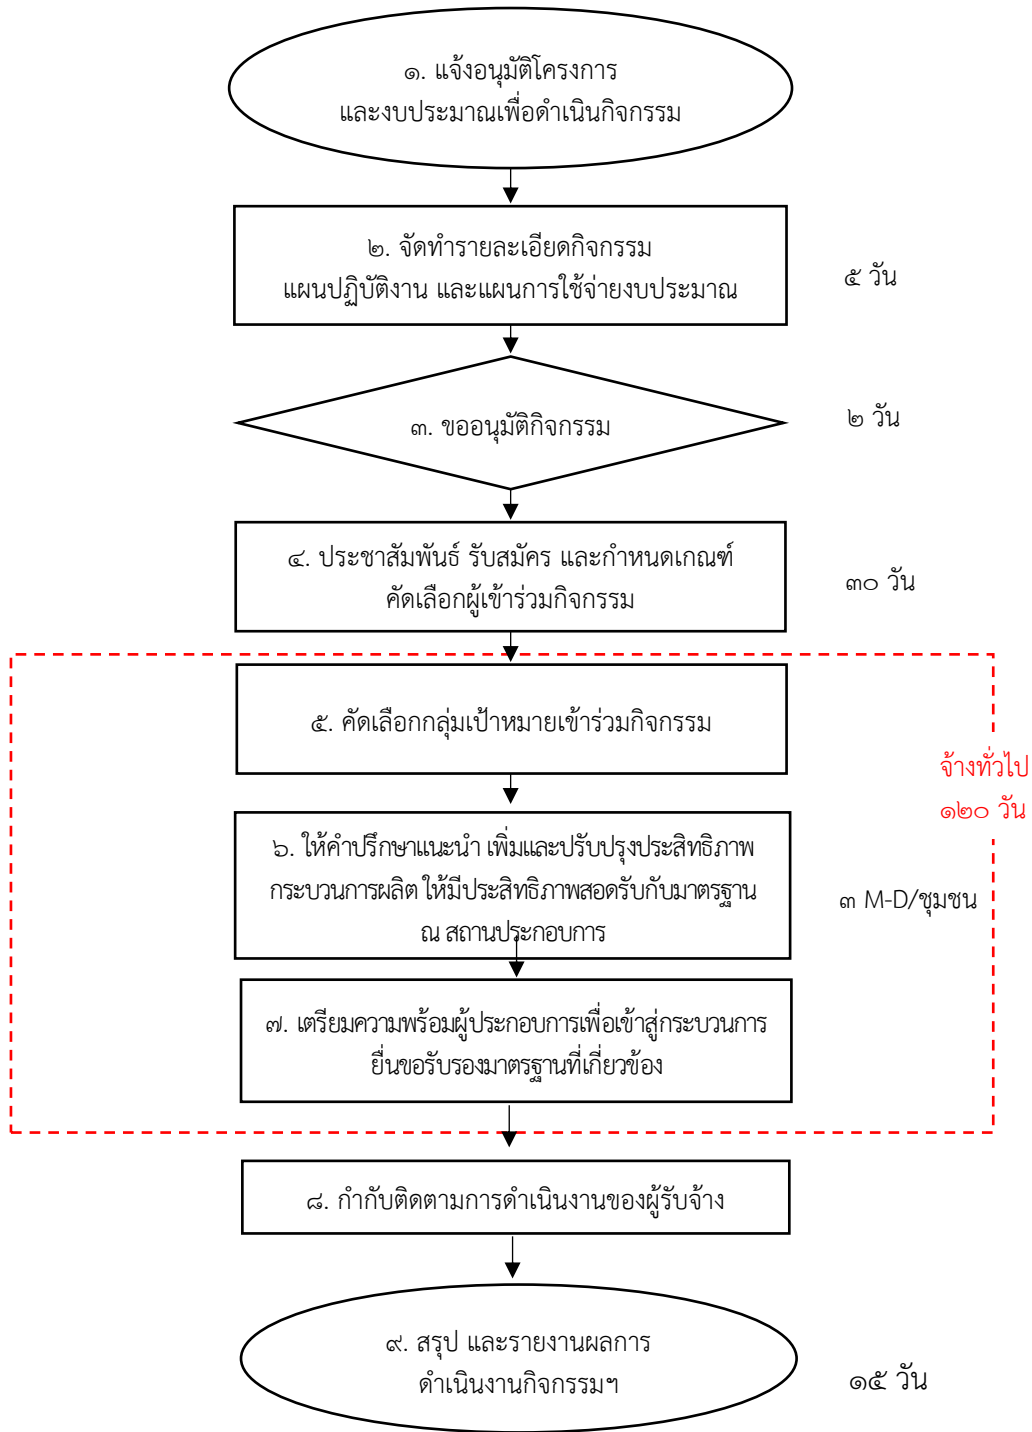 ๑. แจ้งอนุมัติโครงการ
และงบประมาณเพื่อดำเนินกิจกรรม
๒. จัดทำรายละเอียดกิจกรรม
แผนปฏิบัติงาน และแผนการใช้จ่ายงบประมาณ
๕ วัน
๓. ขออนุมัติกิจกรรม
๒ วัน
๔. ประชาสัมพันธ์ รับสมัคร และกำหนดเกณฑ์
คัดเลือกผู้เข้าร่วมกิจกรรม
๓๐ วัน
๕. คัดเลือกกลุ่มเป้าหมายเข้าร่วมกิจกรรม
จ้างทั่วไป
๑๒๐ วัน
๖. ให้คำปรึกษาแนะนำ เพิ่มและปรับปรุงประสิทธิภาพ
กระบวนการผลิต ให้มีประสิทธิภาพสอดรับกับมาตรฐาน
ณ สถานประกอบการ
๓ M-D/ชุมชน
๗. เตรียมความพร้อมผู้ประกอบการเพื่อเข้าสู่กระบวนการ
ยื่นขอรับรองมาตรฐานที่เกี่ยวข้อง
๘. กำกับติดตามการดำเนินงานของผู้รับจ้าง
๙. สรุป และรายงานผลการ
ดำเนินงานกิจกรรมฯ
๑๕ วัน